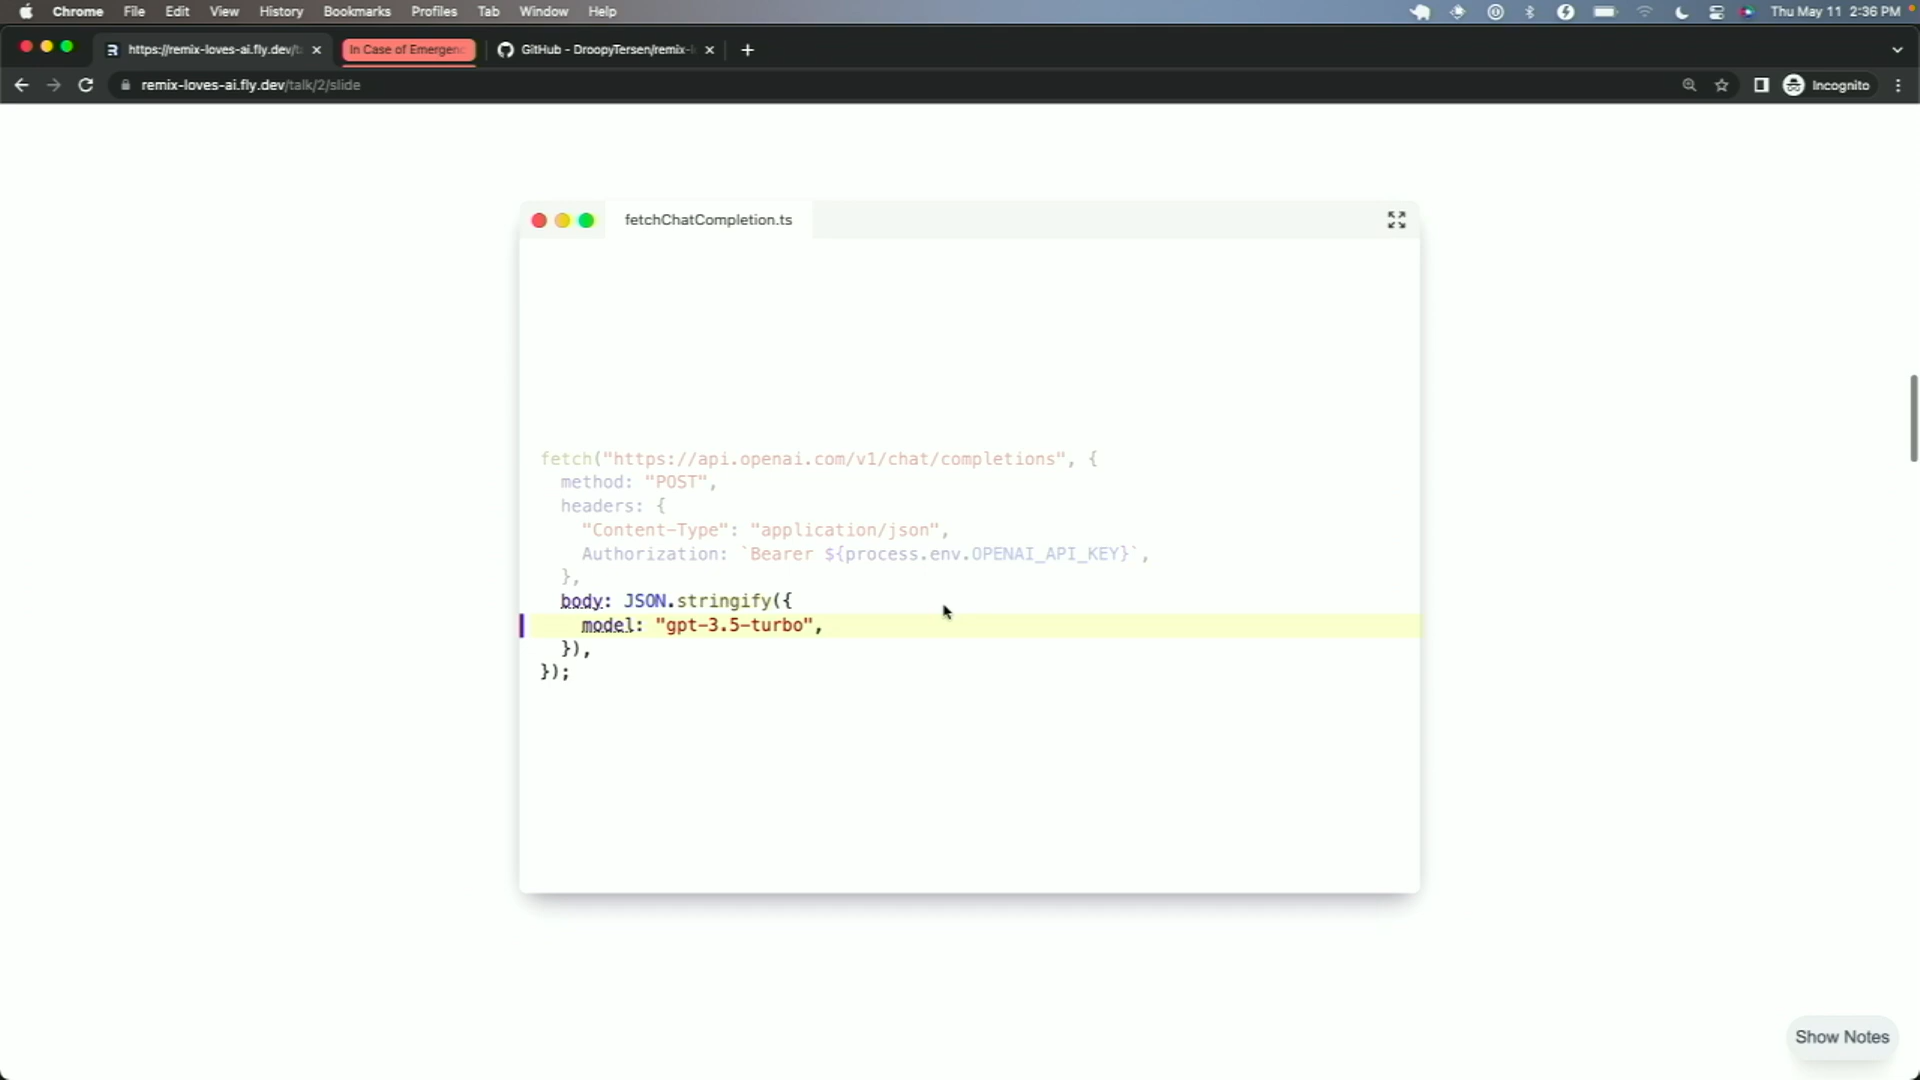 Chrome File Edit View History Bookmarks Profiles Tab Window Help Thu May 11 2:36 PM
https://remix-loves-ai.fly.dev/t In Case of Emergenc GitHub - DroopyTersen/remix-l
remix-loves-ai.fly.dev/talk/2/slide Incognito
fetchChatCompletion.ts
fetch("https://api.openai.com/v1/chat/completions", {
method: "POST",
headers: {
"Content-Type": "application/json",
Authorization: `Bearer ${process.env.OPENAI_API_KEY}`,
},
body: JSON.stringify({
model: "gpt-3.5-turbo",
}),
});
Show Notes